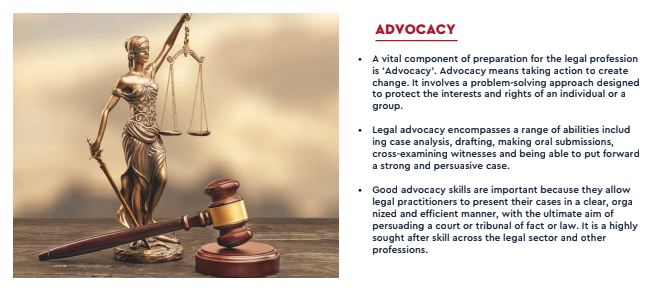 ADVOCACY
• A vital component of preparation for the legal profession
is 'Advocacy'. Advocacy means taking action to create
change. It involves a problem-solving approach designed
to protect the interests and rights of an individual or a
group.
• Legal advocacy encompasses a range of abilities includ
ing case analysis, drafting, making oral submissions,
cross-examining witnesses and being able to put forward
a strong and persuasive case.
• Good advocacy skills are important because they allow
legal practitioners to present their cases in a clear, orga
nized and efficient manner, with the ultimate aim of
persuading a court or tribunal of fact or law. It is a highly
sought after skill across the legal sector and other
professions.